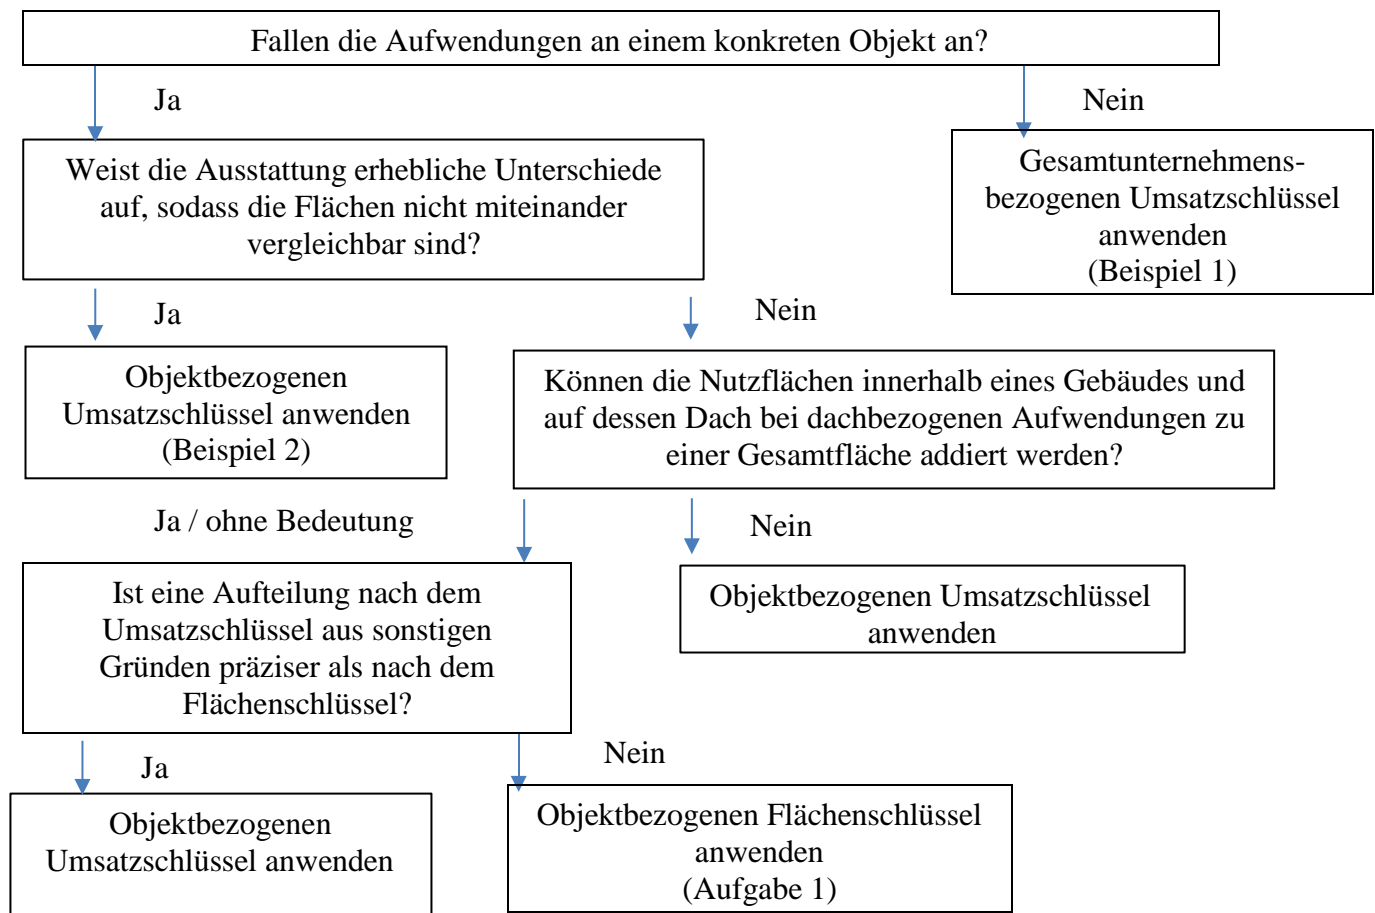 Fallen die Aufwendungen an einem konkreten Objekt an?
Ja
Nein
Weist die Ausstattung erhebliche Unterschiede
auf, sodass die Flächen nicht miteinander
vergleichbar sind?
Gesamtunternehmens-
bezogenen Umsatzschlüssel
anwenden
(Beispiel 1)
Ja
Nein
Objektbezogenen
Umsatzschlüssel anwenden
(Beispiel 2)
Können die Nutzflächen innerhalb eines Gebäudes und
auf dessen Dach bei dachbezogenen Aufwendungen zu
einer Gesamtfläche addiert werden?
Ja / ohne Bedeutung
Nein
Ist eine Aufteilung nach dem
Umsatzschlüssel aus sonstigen
Gründen präziser als nach dem
Flächenschlüssel?
Objektbezogenen Umsatzschlüssel
anwenden
Ja
Nein
Objektbezogenen
Umsatzschlüssel anwenden
Objektbezogenen Flächenschlüssel
anwenden
(Aufgabe 1)